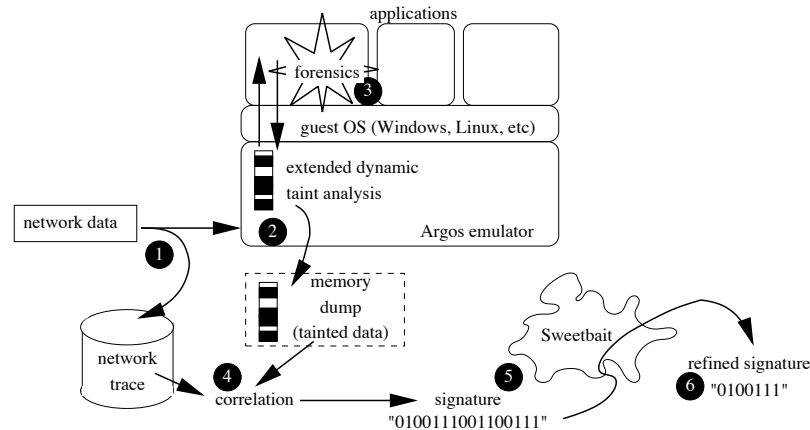 applications
forensics
3
guest OS (Windows, Linux, etc)
extended dynamic
taint analysis
network data
2
Argos emulator
1
memory
dump
(tainted data)
Sweetbait
network
trace
4
correlation
5
signature
"0100111001100111"
refined signature
6
"0100111"